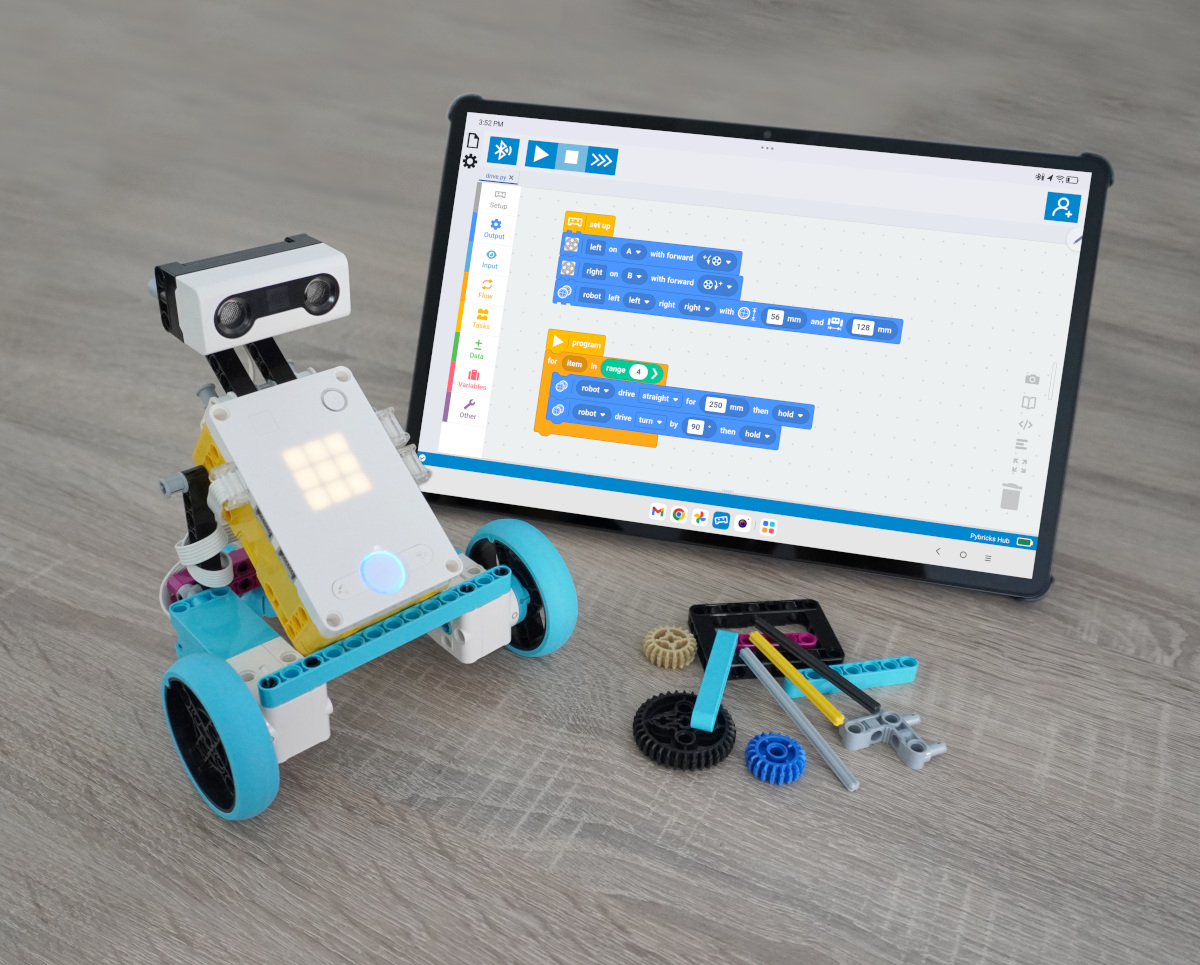 3:52 PM
drive.py ×
Setup
Output
Input
Flow
Tasks
Data
Variables
Other
set up
left on A with forward
right on B with forward
robot left left right right with 56 mm and 128 mm
program
for item in range 4
robot drive straight for 250 mm then hold
robot drive turn by 90 ° then hold
Pybricks Hub